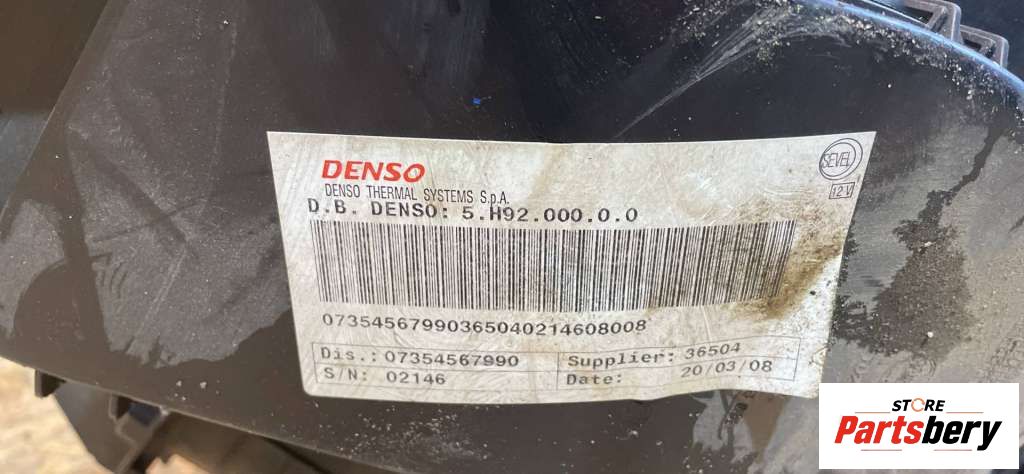 DENSO
DENSO THERMAL SYSTEMS S.p.A.
D.B. DENSO: 5.H92.000.0.0
SEVEL
12V
07354567990365040214608008
Dis.: 07354567990
Supplier: 36504
S/N: 02146
Date: 20/03/08
STORE
Partsbery